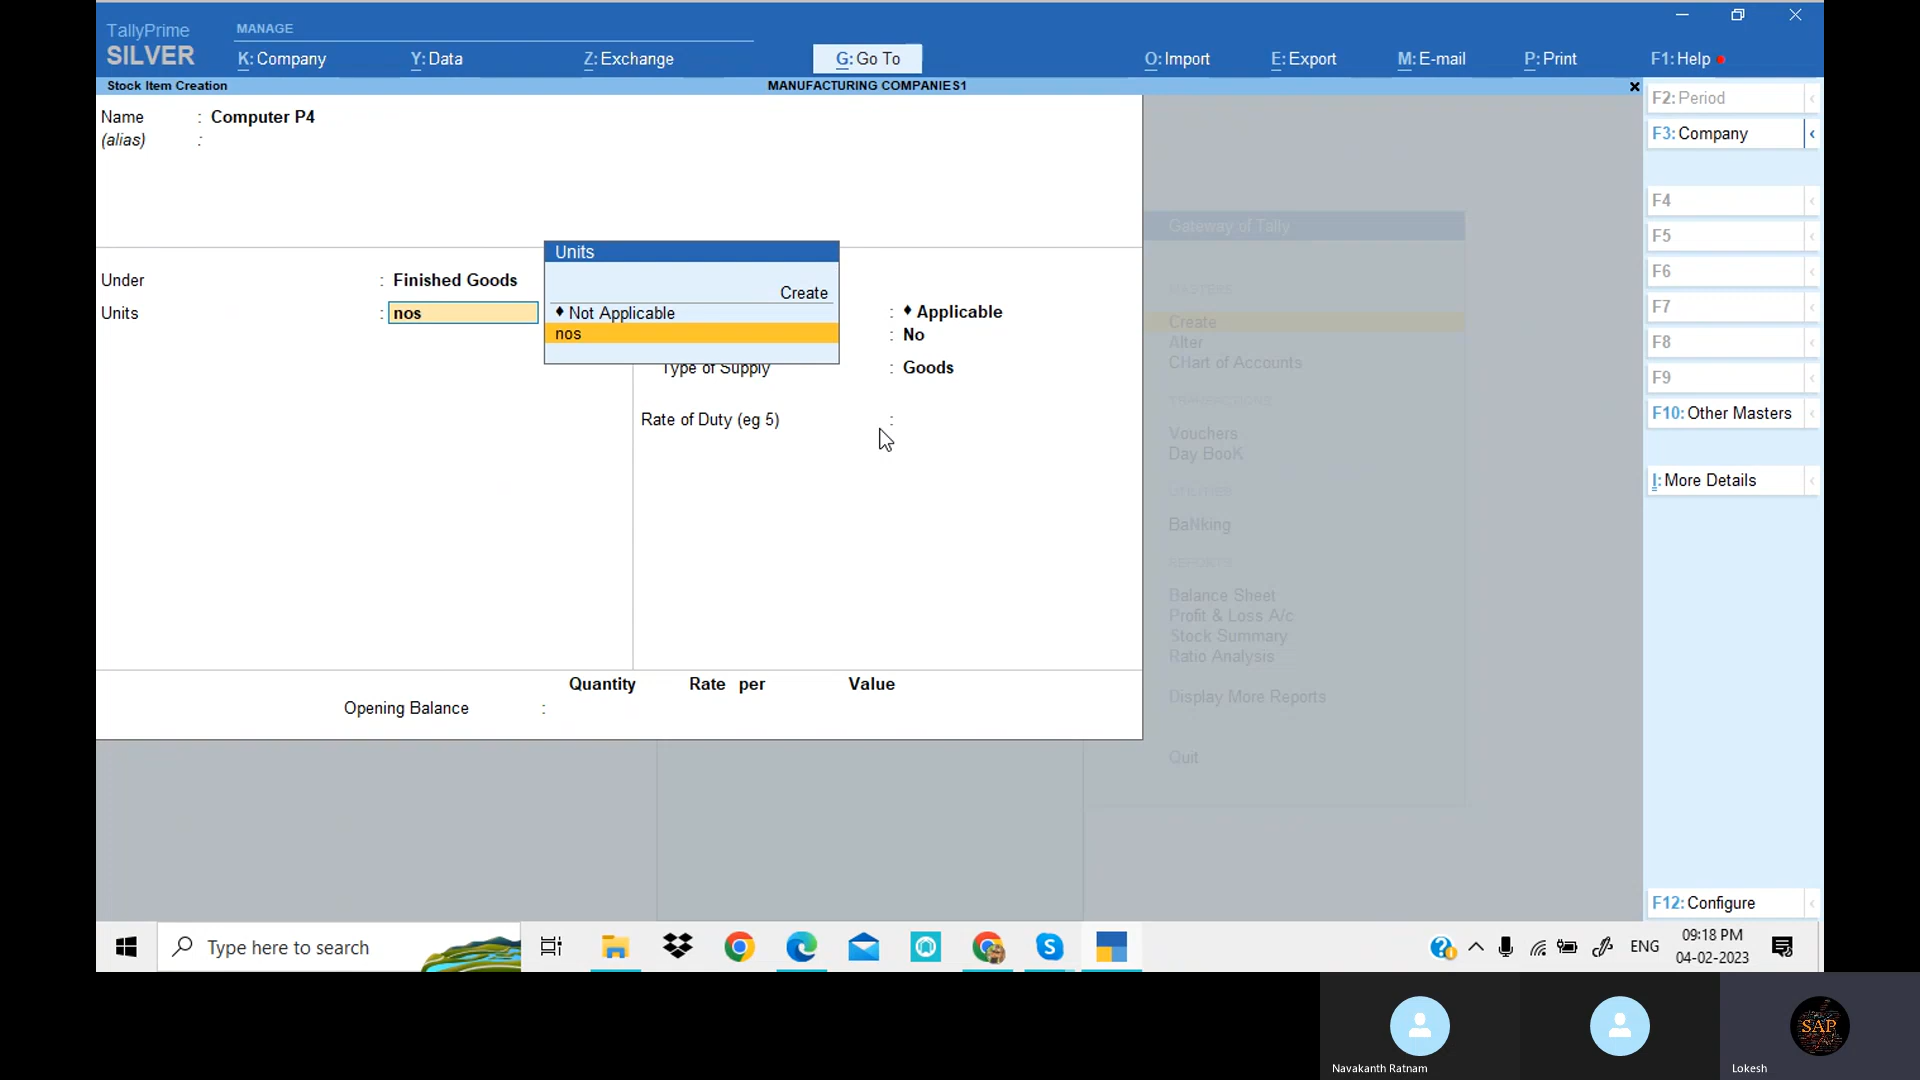 TallyPrime
SILVER
MANAGE
K: Company
Y: Data
Z: Exchange
G: Go To
O: Import
E: Export
M: E-mail
P: Print
F1: Help
Stock Item Creation
MANUFACTURING COMPANIES1
Name : Computer P4
(alias) :
Under : Finished Goods
Units : nos
Units
Create
♦ Not Applicable
nos
: ♦ Applicable
: No
Type of Supply : Goods
Rate of Duty (eg 5) :
Quantity Rate per Value
Opening Balance :
Gateway of Tally
MASTERS
Create
Alter
CHart of Accounts
TRANSACTIONS
Vouchers
Day BooK
UTILITIES
BaNking
REPORTS
Balance Sheet
Profit & Loss A/c
Stock Summary
Ratio Analysis
Display More Reports
Quit
F2: Period
F3: Company
F4
F5
F6
F7
F8
F9
F10: Other Masters
I: More Details
F12: Configure
Type here to search
ENG
09:18 PM
04-02-2023
SAP
Navakanth Ratnam
Lokesh